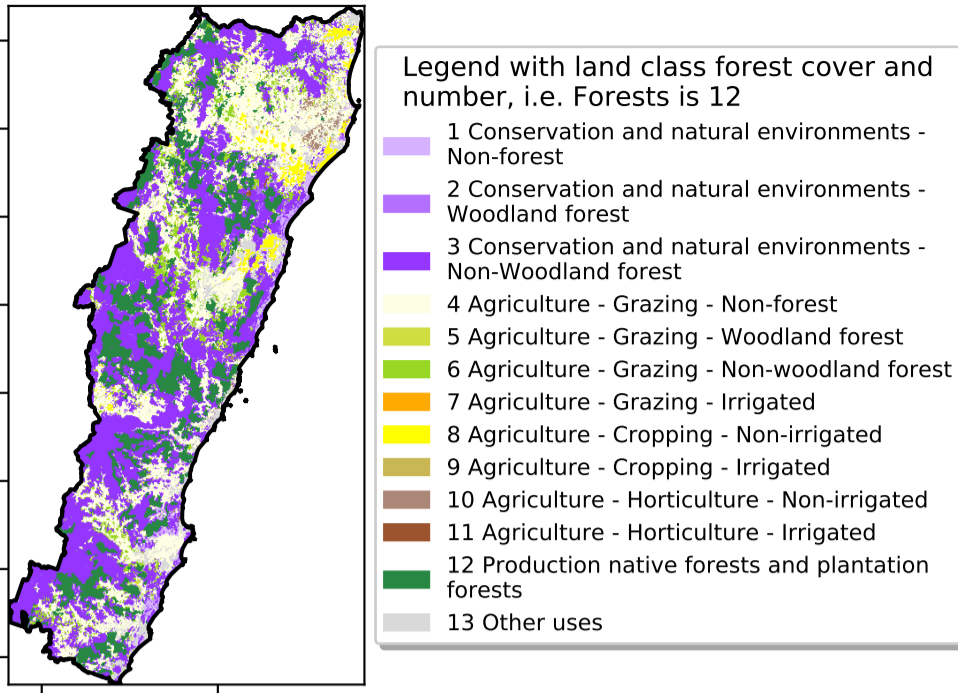 Legend with land class forest cover and
number, i.e. Forests is 12
1 Conservation and natural environments -
Non-forest
2 Conservation and natural environments -
Woodland forest
3 Conservation and natural environments -
Non-Woodland forest
4 Agriculture - Grazing - Non-forest
5 Agriculture - Grazing - Woodland forest
6 Agriculture - Grazing - Non-woodland forest
7 Agriculture - Grazing - Irrigated
8 Agriculture - Cropping - Non-irrigated
9 Agriculture - Cropping - Irrigated
10 Agriculture - Horticulture - Non-irrigated
11 Agriculture - Horticulture - Irrigated
12 Production native forests and plantation
forests
13 Other uses